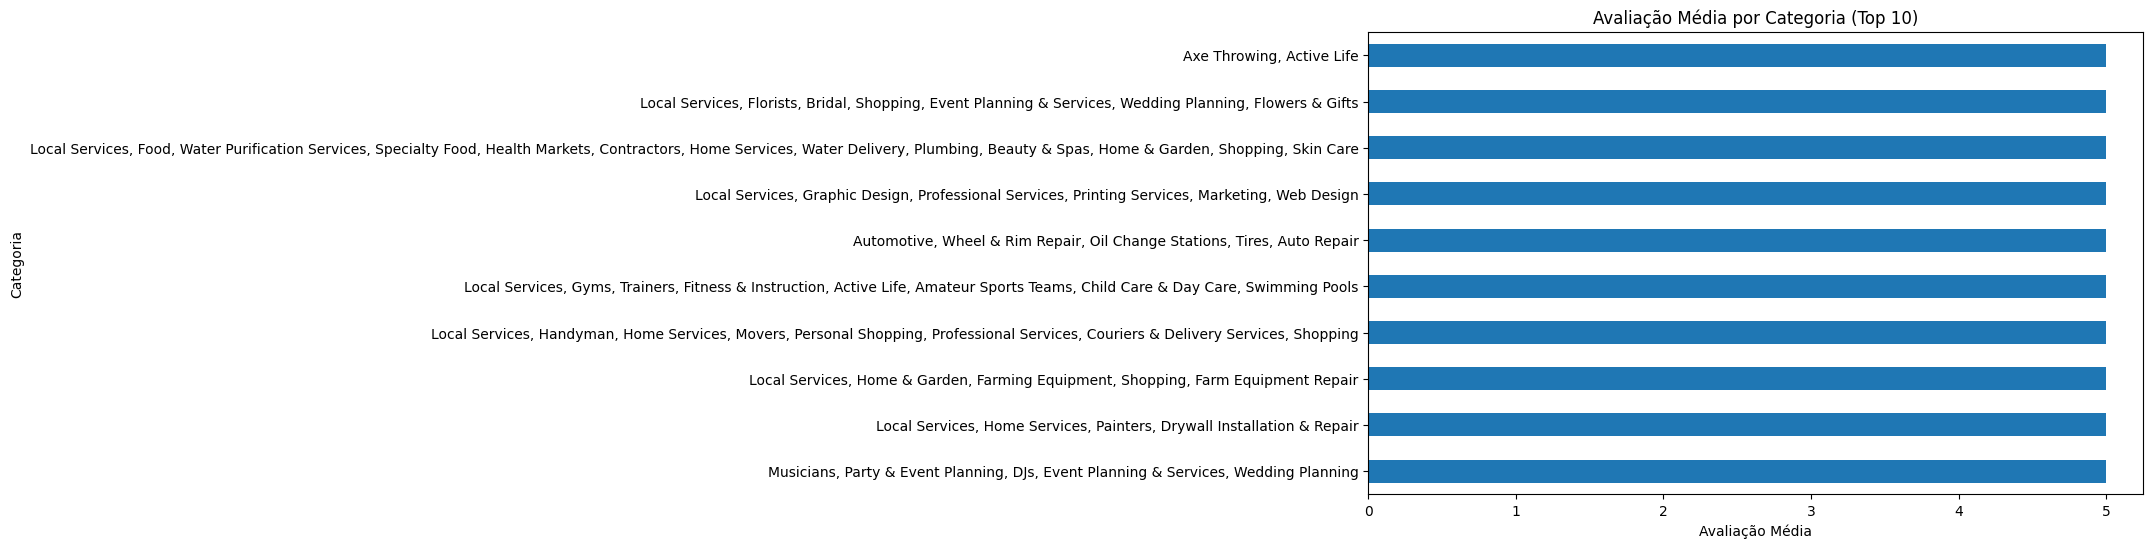 Avaliação Média por Categoria (Top 10)
Axe Throwing, Active Life
Local Services, Florists, Bridal, Shopping, Event Planning & Services, Wedding Planning, Flowers & Gifts
Local Services, Food, Water Purification Services, Specialty Food, Health Markets, Contractors, Home Services, Water Delivery, Plumbing, Beauty & Spas, Home & Garden, Shopping, Skin Care
Local Services, Graphic Design, Professional Services, Printing Services, Marketing, Web Design
Automotive, Wheel & Rim Repair, Oil Change Stations, Tires, Auto Repair
Local Services, Gyms, Trainers, Fitness & Instruction, Active Life, Amateur Sports Teams, Child Care & Day Care, Swimming Pools
Local Services, Handyman, Home Services, Movers, Personal Shopping, Professional Services, Couriers & Delivery Services, Shopping
Local Services, Home & Garden, Farming Equipment, Shopping, Farm Equipment Repair
Local Services, Home Services, Painters, Drywall Installation & Repair
Musicians, Party & Event Planning, DJs, Event Planning & Services, Wedding Planning
Categoria
0 1 2 3 4 5
Avaliação Média